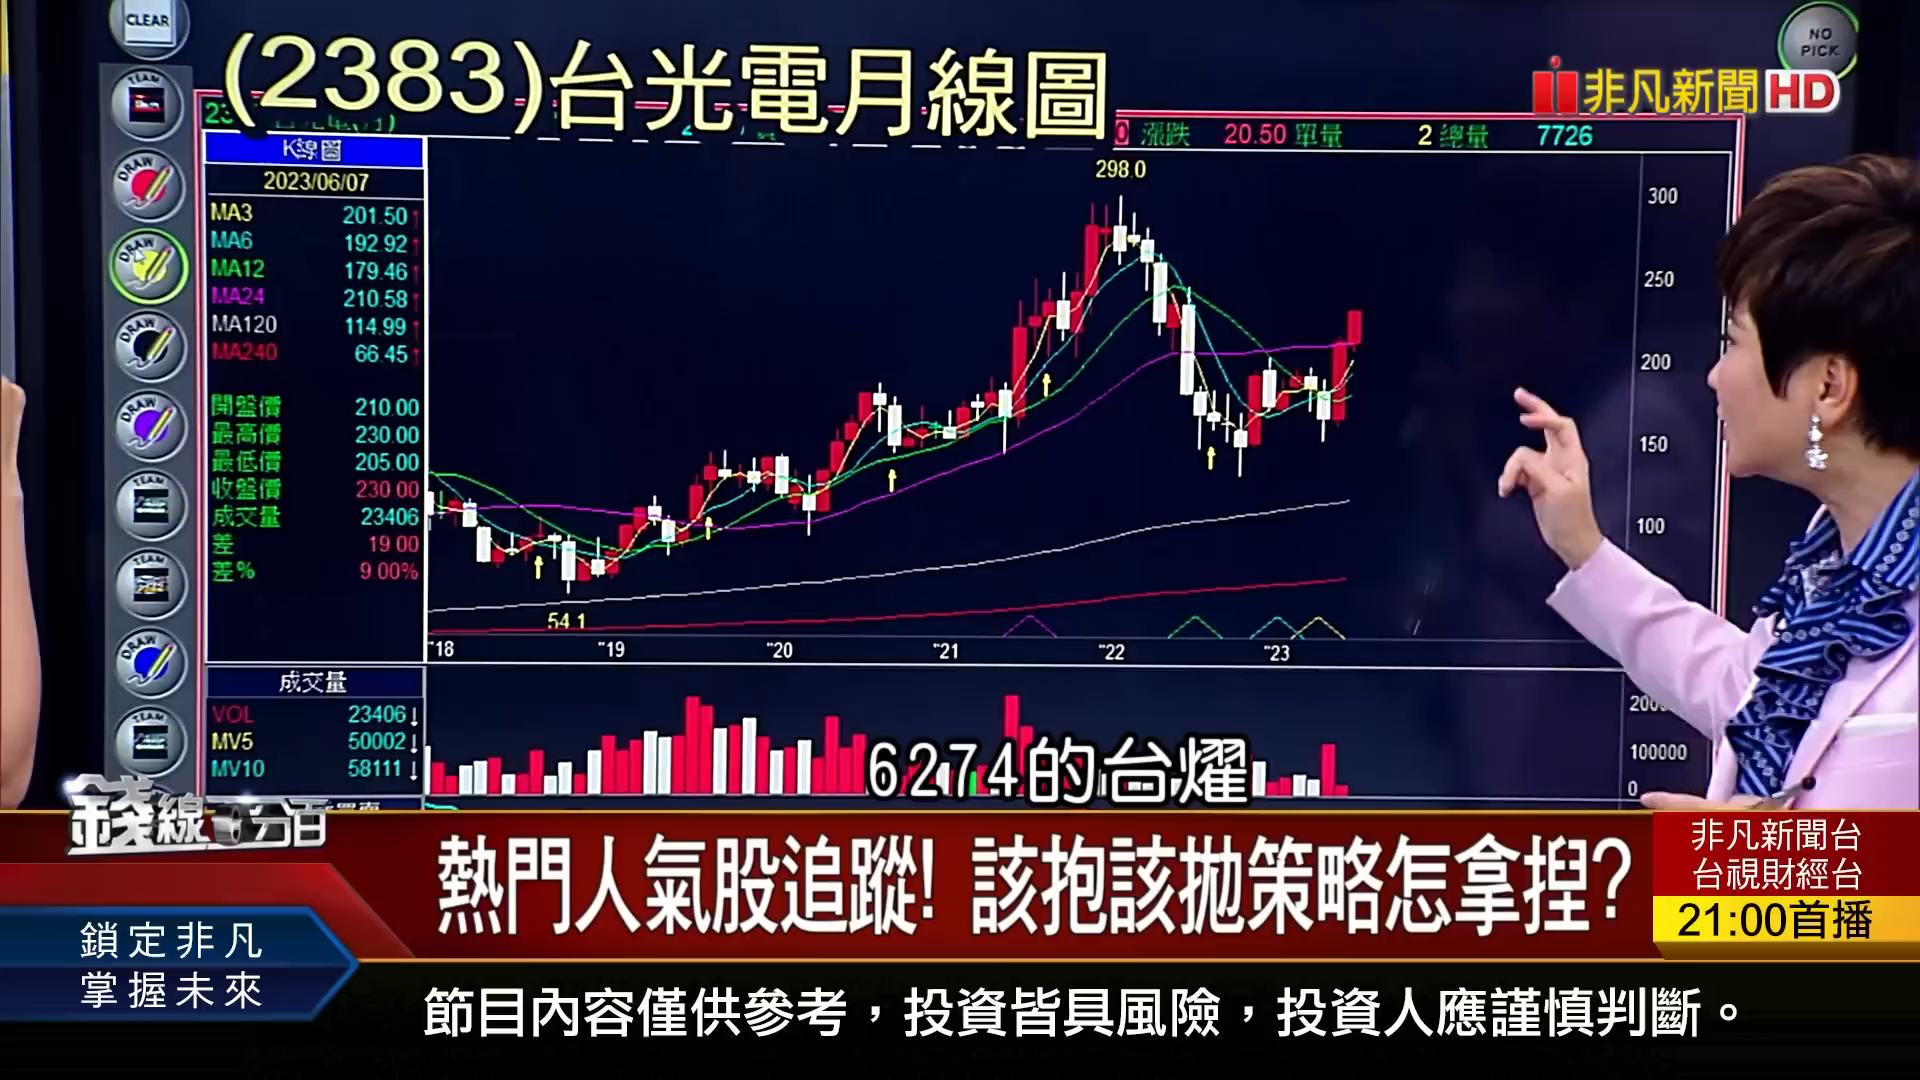 CLEAR
NO
PICK
(2383)台光電月線圖
非凡新聞HD
漲跌 20.50 單量 2 總量 7726
K線圖
2023/06/07
MA3 201.50↑
MA6 192.92↑
MA12 179.46↑
MA24 210.58↑
MA120 114.99↑
MA240 66.45↑
開盤價 210.00
最高價 230.00
最低價 205.00
收盤價 230.00
成交量 23406
差 19.00
差% 9.00%
298.0
54.1
300
250
200
150
100
"18 "19 "20 "21 "22 "23
成交量
VOL 23406↓
MV5 50002↓
MV10 58111↓
100000
0
TEAM
DRAW
DRAW
DRAW
DRAW
TEAM
TEAM
DRAW
TEAM
6274的台燿
錢線百分百
熱門人氣股追蹤! 該抱該拋策略怎拿捏?
非凡新聞台
台視財經台
21:00首播
鎖定非凡
掌握未來
節目內容僅供參考，投資皆具風險，投資人應謹慎判斷。